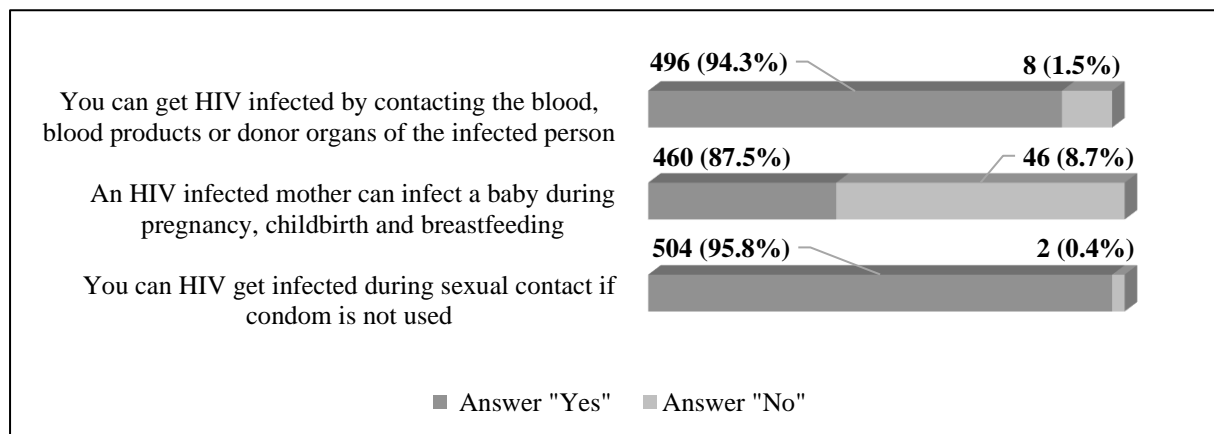 496 (94.3%) 8 (1.5%)
You can get HIV infected by contacting the blood,
blood products or donor organs of the infected person
460 (87.5%) 46 (8.7%)
An HIV infected mother can infect a baby during
pregnancy, childbirth and breastfeeding
504 (95.8%) 2 (0.4%)
You can HIV get infected during sexual contact if
condom is not used
Answer "Yes" Answer "No"